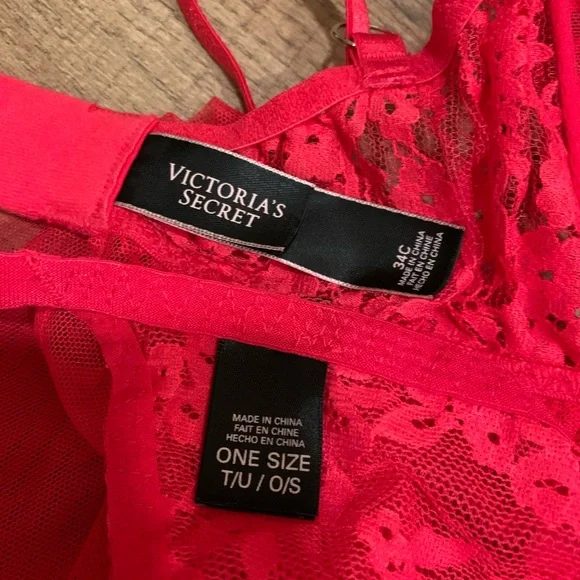 VICTORIA'S
SECRET
34C
MADE IN CHINA
FAIT EN CHINE
HECHO EN CHINA
MADE IN CHINA
FAIT EN CHINE
HECHO EN CHINA
ONE SIZE
T/U / O/S